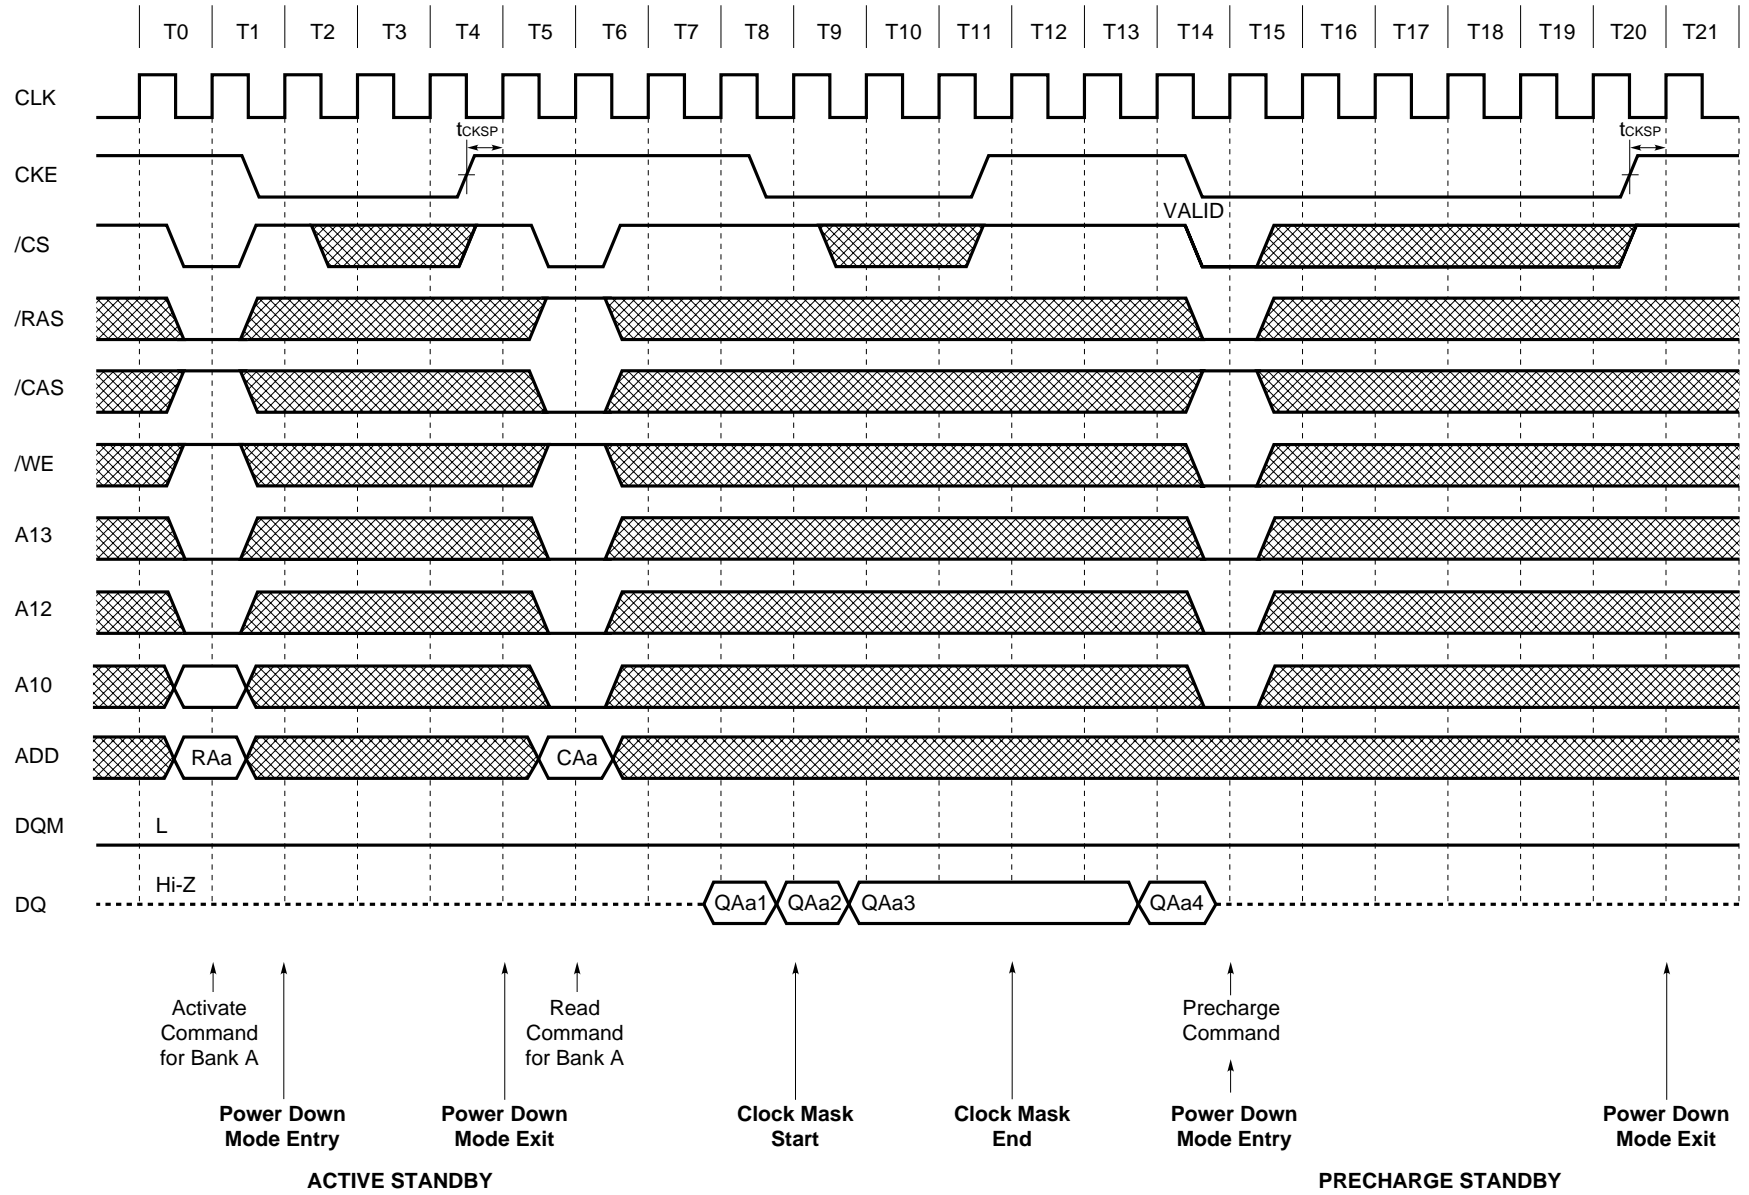 T0 T1 T2 T3 T4 T5 T6 T7 T8 T9 T10 T11 T12 T13 T14 T15 T16 T17 T18 T19 T20 T21
CLK
tCKSP tCKSP
CKE
VALID
/CS
/RAS
/CAS
/WE
A13
A12
A10
ADD RAa CAa
DQM L
Hi-Z
DQ QAa1 QAa2 QAa3 QAa4
Activate
Command
for Bank A
Read
Command
for Bank A
Precharge
Command
Power Down
Mode Entry
Power Down
Mode Exit
Clock Mask
Start
Clock Mask
End
Power Down
Mode Entry
Power Down
Mode Exit
ACTIVE STANDBY
PRECHARGE STANDBY